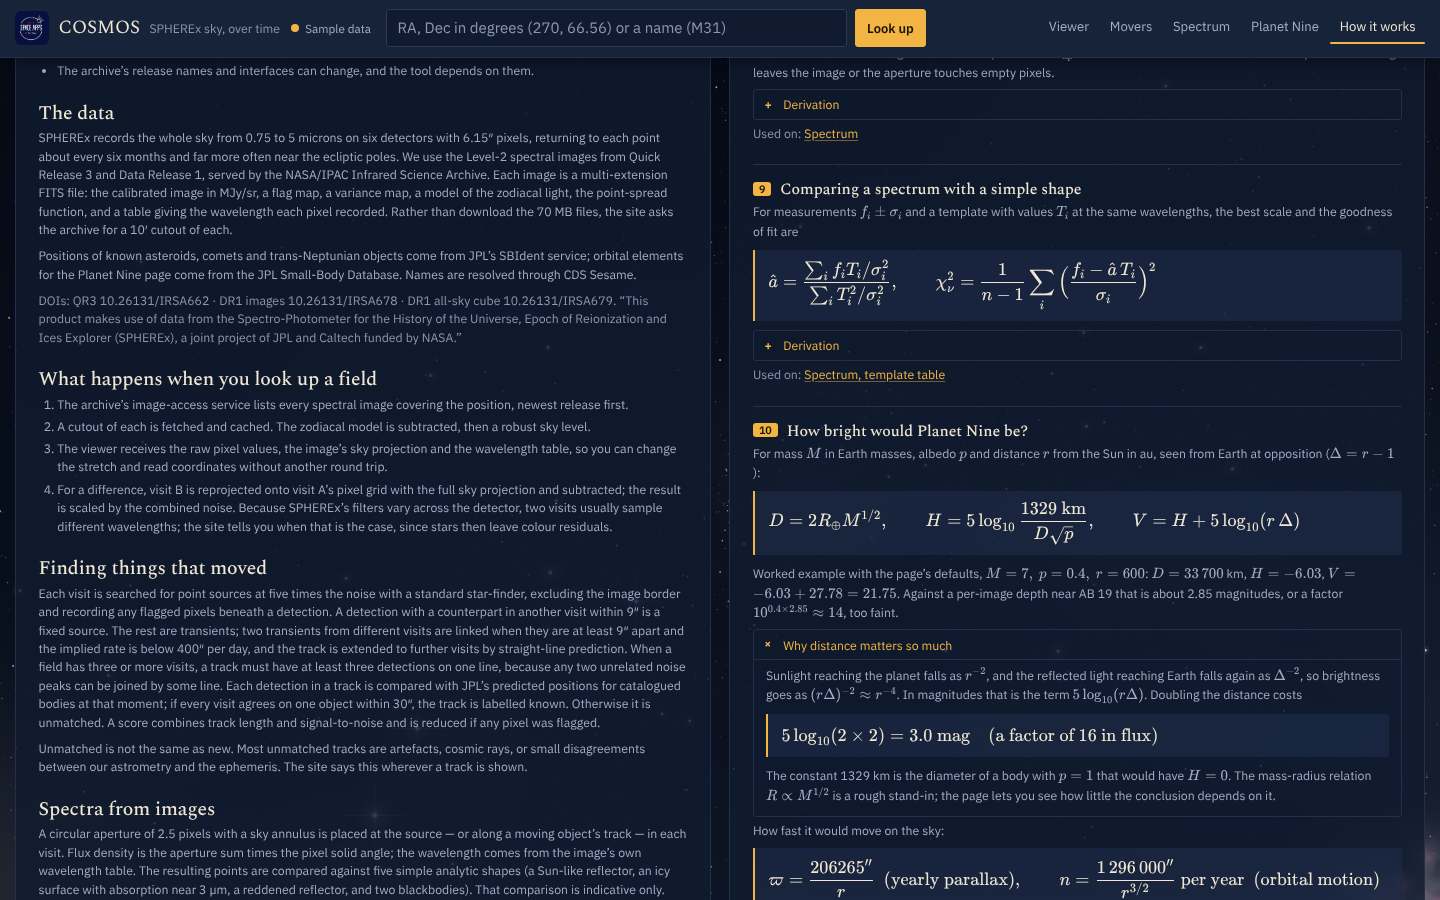 COSMOS SPHEREx sky, over time Sample data RA, Dec in degrees (270, 66.56) or a name (M31) Look up Viewer Movers Spectrum Planet Nine How it works
• The archive's release names and interfaces can change, and the tool depends on them.
The data
SPHEREx records the whole sky from 0.75 to 5 microns on six detectors with 6.15″ pixels, returning to each point
about every six months and far more often near the ecliptic poles. We use the Level-2 spectral images from Quick
Release 3 and Data Release 1, served by the NASA/IPAC Infrared Science Archive. Each image is a multi-extension
FITS file: the calibrated image in MJy/sr, a flag map, a variance map, a model of the zodiacal light, the point-spread
function, and a table giving the wavelength each pixel recorded. Rather than download the 70 MB files, the site asks
the archive for a 10′ cutout of each.
Positions of known asteroids, comets and trans-Neptunian objects come from JPL's SBIdent service; orbital elements
for the Planet Nine page come from the JPL Small-Body Database. Names are resolved through CDS Sesame.
DOIs: QR3 10.26131/IRSA662 · DR1 images 10.26131/IRSA678 · DR1 all-sky cube 10.26131/IRSA679. “This
product makes use of data from the Spectro-Photometer for the History of the Universe, Epoch of Reionization and
Ices Explorer (SPHEREx), a joint project of JPL and Caltech funded by NASA.”
What happens when you look up a field
1. The archive's image-access service lists every spectral image covering the position, newest release first.
2. A cutout of each is fetched and cached. The zodiacal model is subtracted, then a robust sky level.
3. The viewer receives the raw pixel values, the image's sky projection and the wavelength table, so you can change
the stretch and read coordinates without another round trip.
4. For a difference, visit B is reprojected onto visit A's pixel grid with the full sky projection and subtracted; the result
is scaled by the combined noise. Because SPHEREx's filters vary across the detector, two visits usually sample
different wavelengths; the site tells you when that is the case, since stars then leave colour residuals.
Finding things that moved
Each visit is searched for point sources at five times the noise with a standard star-finder, excluding the image border
and recording any flagged pixels beneath a detection. A detection with a counterpart in another visit within 9″ is a
fixed source. The rest are transients; two transients from different visits are linked when they are at least 9″ apart and
the implied rate is below 400″ per day, and the track is extended to further visits by straight-line prediction. When a
field has three or more visits, a track must have at least three detections on one line, because any two unrelated noise
peaks can be joined by some line. Each detection in a track is compared with JPL's predicted positions for catalogued
bodies at that moment; if every visit agrees on one object within 30″, the track is labelled known. Otherwise it is
unmatched. A score combines track length and signal-to-noise and is reduced if any pixel was flagged.
Unmatched is not the same as new. Most unmatched tracks are artefacts, cosmic rays, or small disagreements
between our astrometry and the ephemeris. The site says this wherever a track is shown.
Spectra from images
A circular aperture of 2.5 pixels with a sky annulus is placed at the source — or along a moving object's track — in each
visit. Flux density is the aperture sum times the pixel solid angle; the wavelength comes from the image's own
wavelength table. The resulting points are compared against five simple analytic shapes (a Sun-like reflector, an icy
surface with absorption near 3 μm, a reddened reflector, and two blackbodies). That comparison is indicative only.
leaves the image or the aperture touches empty pixels.
+ Derivation
Used on: Spectrum
9 Comparing a spectrum with a simple shape
For measurements f_i ± σ_i and a template with values T_i at the same wavelengths, the best scale and the goodness
of fit are
â = ∑_i f_i T_i/σ_i² / ∑_i T_i²/σ_i², χ_ν² = 1/(n − 1) ∑_i ((f_i − â T_i)/σ_i)²
+ Derivation
Used on: Spectrum, template table
10 How bright would Planet Nine be?
For mass M in Earth masses, albedo p and distance r from the Sun in au, seen from Earth at opposition (Δ = r − 1
):
D = 2R_⊕M^{1/2}, H = 5 log₁₀ (1329 km / D√p), V = H + 5 log₁₀(r Δ)
Worked example with the page's defaults, M = 7, p = 0.4, r = 600: D = 33 700 km, H = −6.03, V =
−6.03 + 27.78 = 21.75. Against a per-image depth near AB 19 that is about 2.85 magnitudes, or a factor
10^{0.4×2.85} ≈ 14, too faint.
× Why distance matters so much
Sunlight reaching the planet falls as r⁻², and the reflected light reaching Earth falls again as Δ⁻², so brightness
goes as (rΔ)⁻² ≈ r⁻⁴. In magnitudes that is the term 5 log₁₀(rΔ). Doubling the distance costs
5 log₁₀(2 × 2) = 3.0 mag (a factor of 16 in flux)
The constant 1329 km is the diameter of a body with p = 1 that would have H = 0. The mass-radius relation
R ∝ M^{1/2} is a rough stand-in; the page lets you see how little the conclusion depends on it.
How fast it would move on the sky:
ϖ = 206265″ / r (yearly parallax), n = 1 296 000″ / r^{3/2} per year (orbital motion)